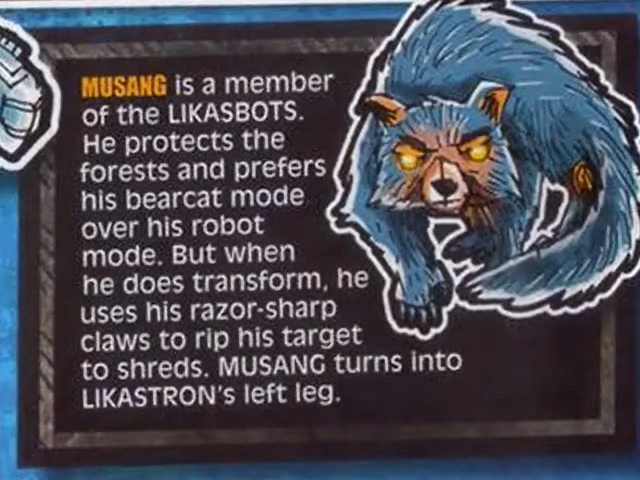 MUSANG is a member
of the LIKASBOTS.
He protects the
forests and prefers
his bearcat mode
over his robot
mode. But when
he does transform, he
uses his razor-sharp
claws to rip his target
to shreds. MUSANG turns into
LIKASTRON's left leg.